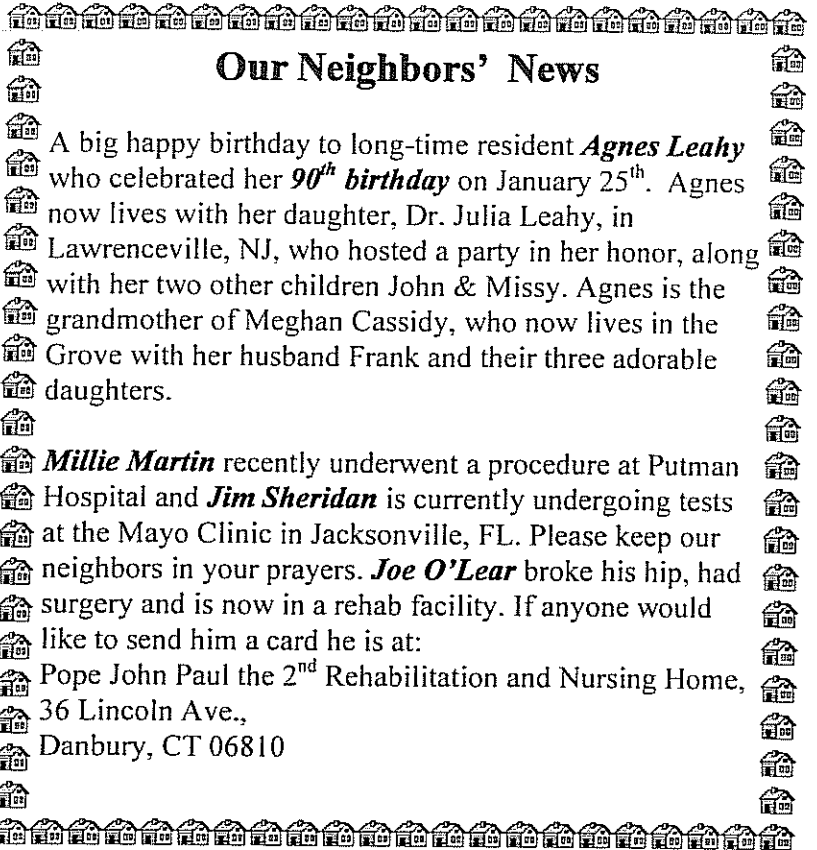 Our Neighbors' News
A big happy birthday to long-time resident Agnes Leahy
who celebrated her 90th birthday on January 25th. Agnes
now lives with her daughter, Dr. Julia Leahy, in
Lawrenceville, NJ, who hosted a party in her honor, along
with her two other children John & Missy. Agnes is the
grandmother of Meghan Cassidy, who now lives in the
Grove with her husband Frank and their three adorable
daughters.
Millie Martin recently underwent a procedure at Putman
Hospital and Jim Sheridan is currently undergoing tests
at the Mayo Clinic in Jacksonville, FL. Please keep our
neighbors in your prayers. Joe O'Lear broke his hip, had
surgery and is now in a rehab facility. If anyone would
like to send him a card he is at:
Pope John Paul the 2nd Rehabilitation and Nursing Home,
36 Lincoln Ave.,
Danbury, CT 06810